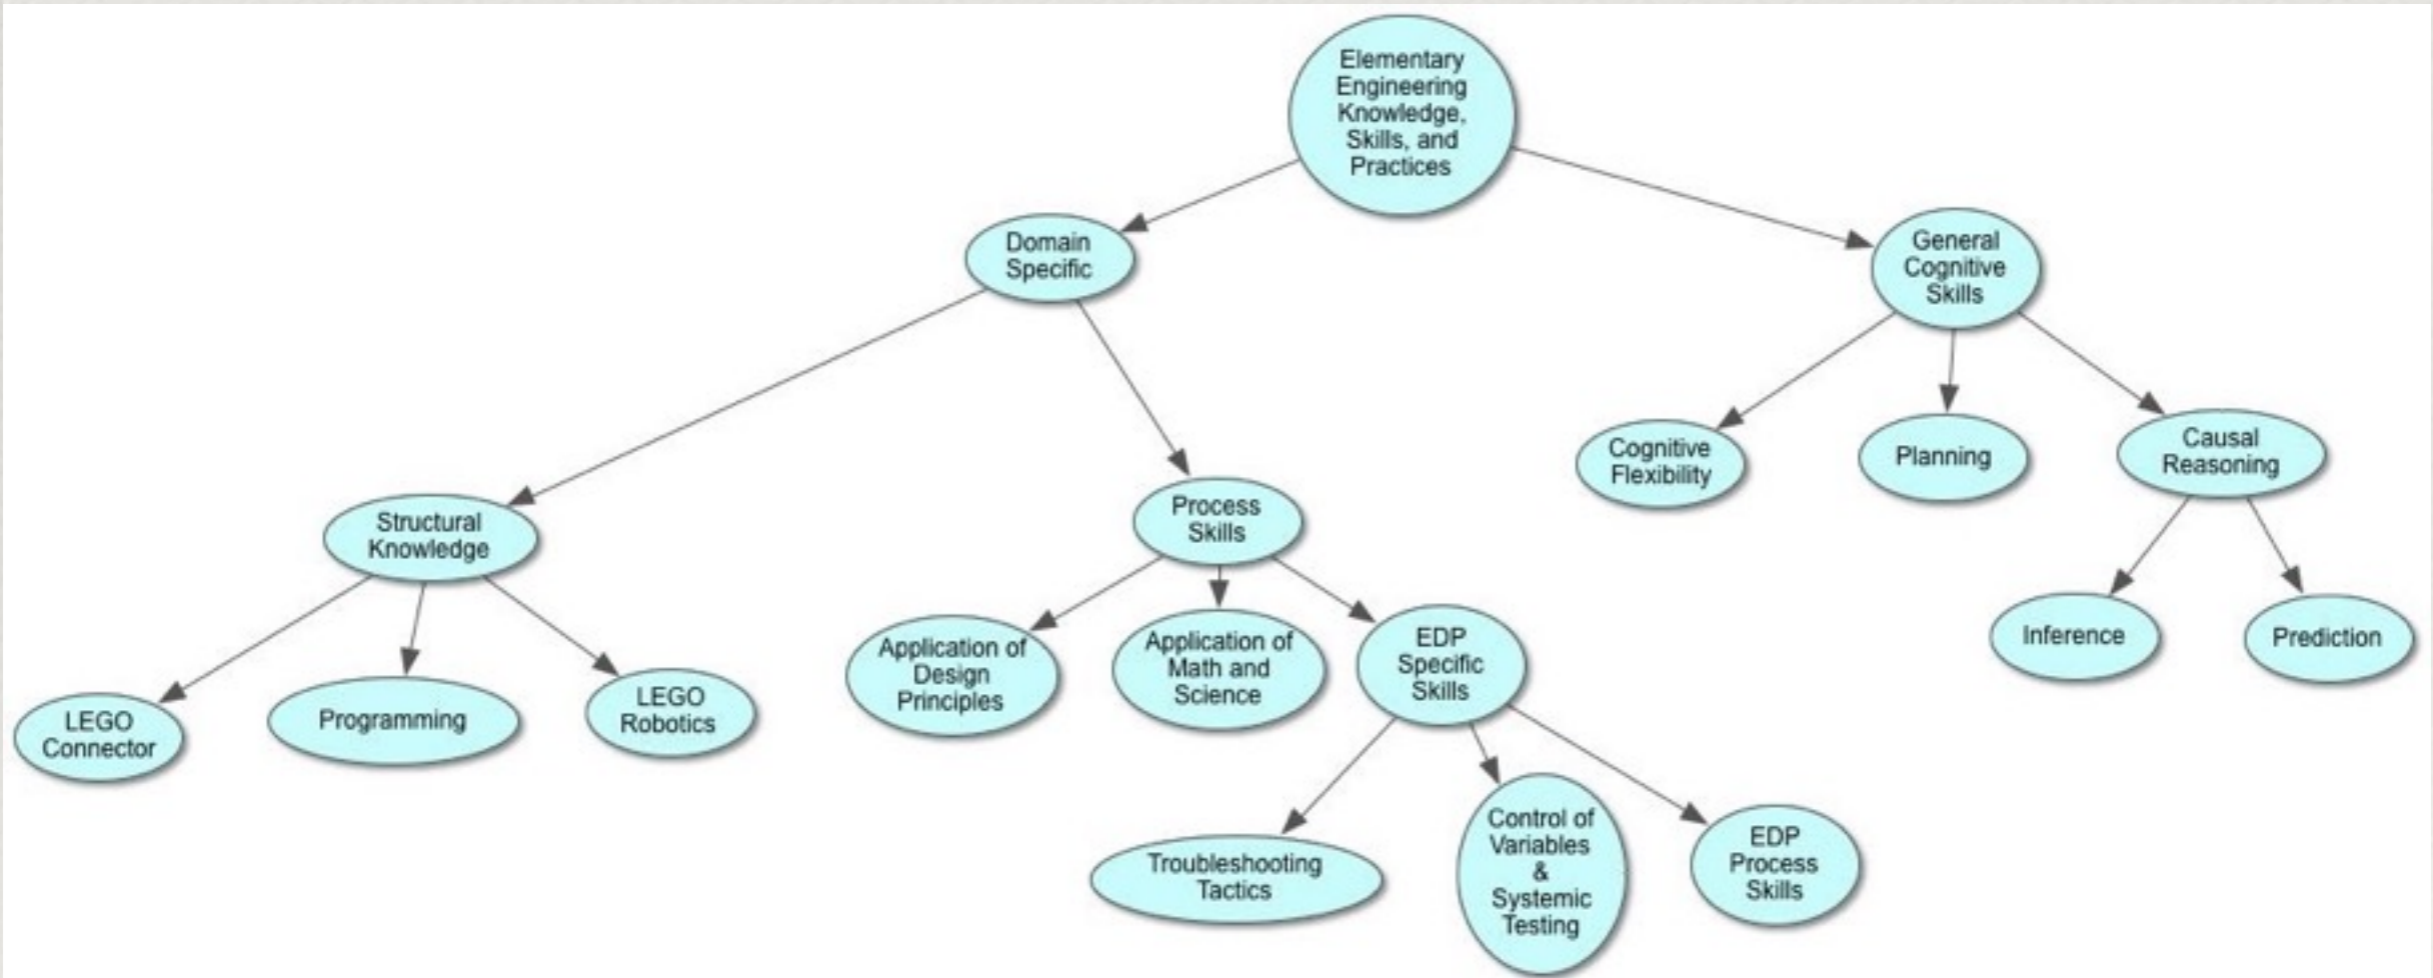 Elementary
Engineering
Knowledge,
Skills, and
Practices
Domain
Specific
General
Cognitive
Skills
Cognitive
Flexibility
Planning
Causal
Reasoning
Structural
Knowledge
Process
Skills
Inference
Prediction
LEGO
Connector
Programming
LEGO
Robotics
Application of
Design
Principles
Application of
Math and
Science
EDP
Specific
Skills
Troubleshooting
Tactics
Control of
Variables
&
Systemic
Testing
EDP
Process
Skills